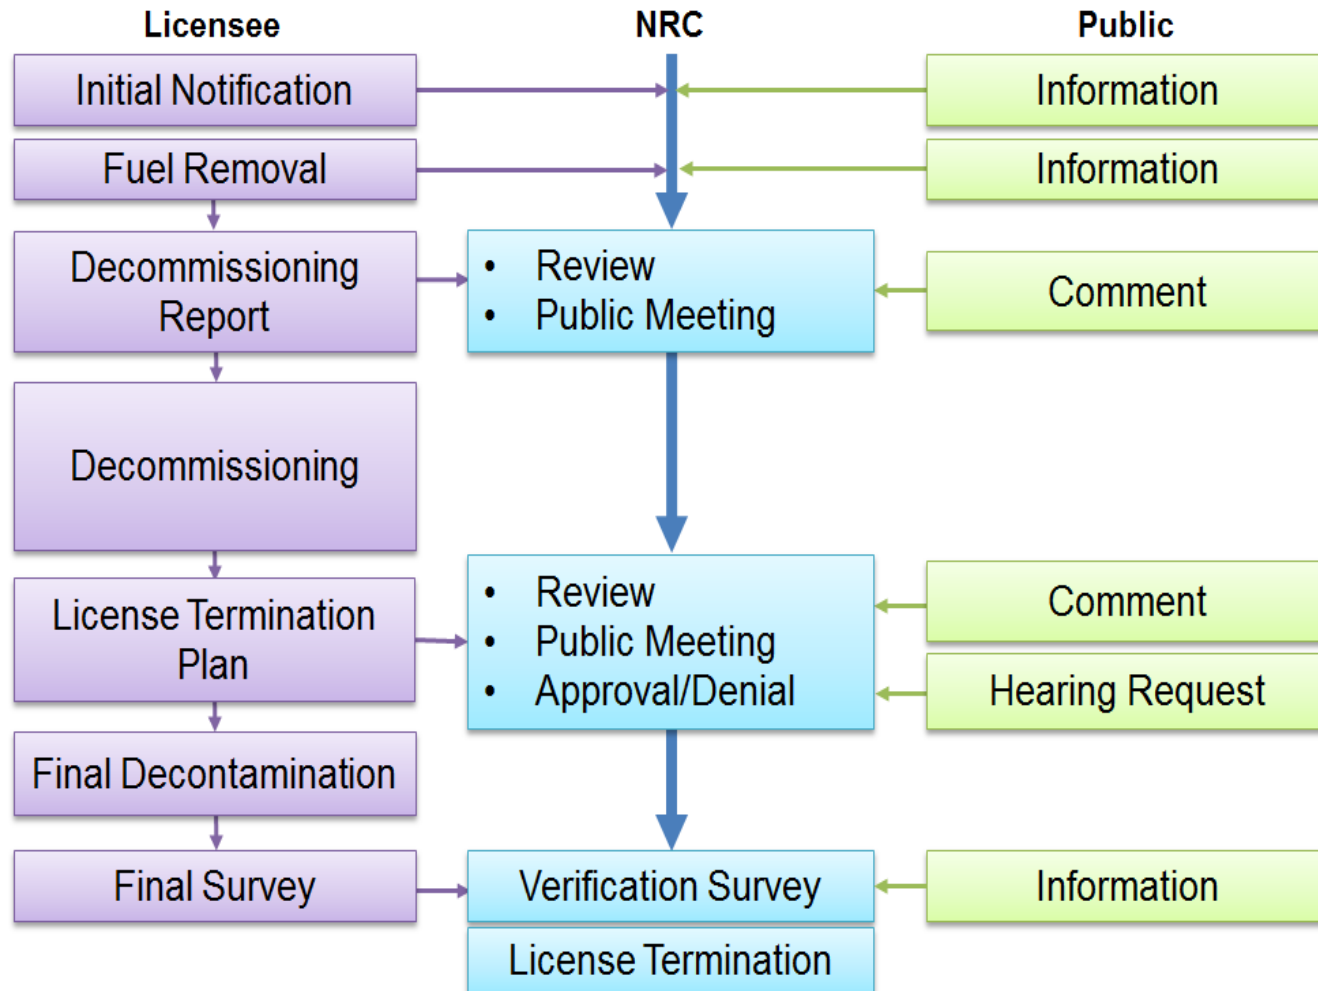 Licensee
NRC
Public
Initial Notification
Information
Fuel Removal
Information
Decommissioning
Report
• Review
• Public Meeting
Comment
Decommissioning
License Termination
Plan
• Review
• Public Meeting
• Approval/Denial
Comment
Hearing Request
Final Decontamination
Final Survey
Verification Survey
Information
License Termination